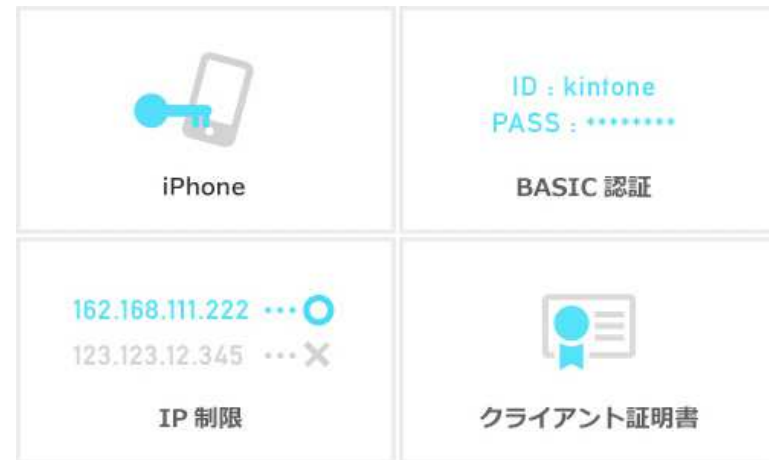 iPhone
ID : kintone
PASS : ********
BASIC 認証
162.168.111.222 ···○
123.123.12.345 ···×
IP 制限
クライアント証明書